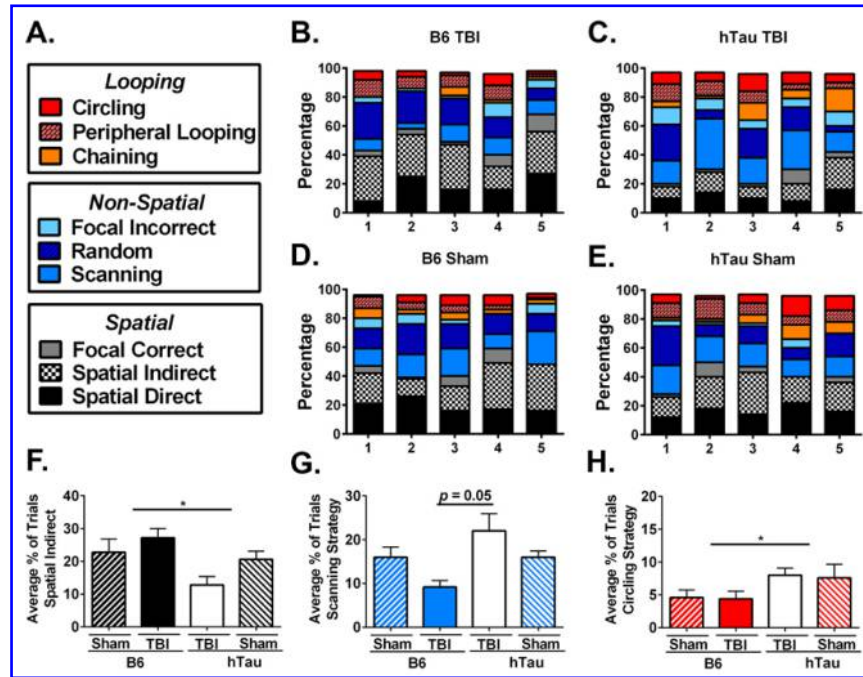 A.
Looping
Circling
Peripheral Looping
Chaining
Non-Spatial
Focal Incorrect
Random
Scanning
Spatial
Focal Correct
Spatial Indirect
Spatial Direct
B.
B6 TBI
Percentage
100
80
60
40
20
0
1 2 3 4 5
C.
hTau TBI
Percentage
100
80
60
40
20
0
1 2 3 4 5
D.
B6 Sham
Percentage
100
80
60
40
20
0
1 2 3 4 5
E.
hTau Sham
Percentage
100
80
60
40
20
0
1 2 3 4 5
F.
Average % of Trials
Spatial Indirect
40
30
20
10
0
*
Sham TBI TBI Sham
B6 hTau
G.
Average % of Trials
Scanning Strategy
30
20
10
0
p = 0.05
Sham TBI TBI Sham
B6 hTau
H.
Average % of Trials
Circling Strategy
20
15
10
5
0
*
Sham TBI TBI Sham
B6 hTau